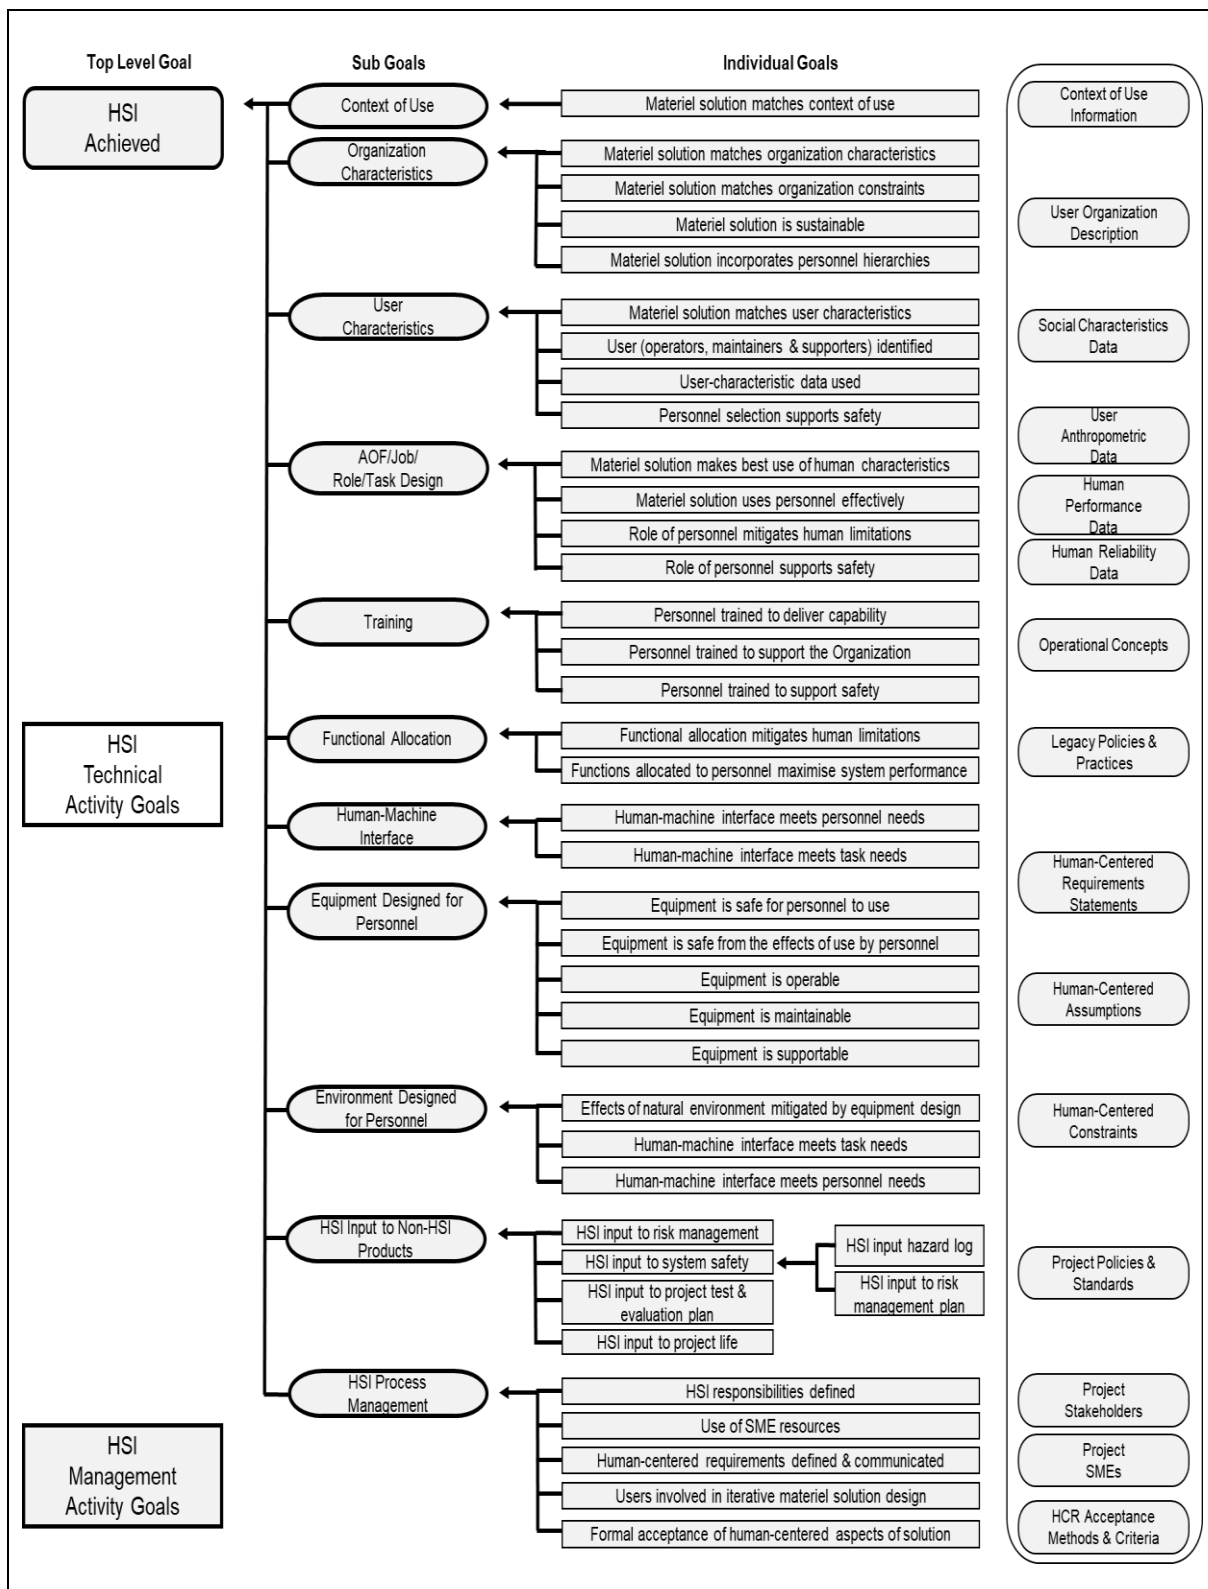 Top Level Goal
Sub Goals
Individual Goals
HSI
Achieved
Context of Use
Materiel solution matches context of use
Organization
Characteristics
Materiel solution matches organization characteristics
Materiel solution matches organization constraints
Materiel solution is sustainable
Materiel solution incorporates personnel hierarchies
User
Characteristics
Materiel solution matches user characteristics
User (operators, maintainers & supporters) identified
User-characteristic data used
Personnel selection supports safety
AOF/Job/
Role/Task Design
Materiel solution makes best use of human characteristics
Materiel solution uses personnel effectively
Role of personnel mitigates human limitations
Role of personnel supports safety
Training
Personnel trained to deliver capability
Personnel trained to support the Organization
Personnel trained to support safety
HSI
Technical
Activity Goals
Functional Allocation
Functional allocation mitigates human limitations
Functions allocated to personnel maximise system performance
Human-Machine
Interface
Human-machine interface meets personnel needs
Human-machine interface meets task needs
Equipment Designed for
Personnel
Equipment is safe for personnel to use
Equipment is safe from the effects of use by personnel
Equipment is operable
Equipment is maintainable
Equipment is supportable
Environment Designed
for Personnel
Effects of natural environment mitigated by equipment design
Human-machine interface meets task needs
Human-machine interface meets personnel needs
HSI Input to Non-HSI
Products
HSI input to risk management
HSI input to system safety
HSI input to project test &
evaluation plan
HSI input to project life
HSI input hazard log
HSI input to risk
management plan
HSI Process
Management
HSI responsibilities defined
Use of SME resources
Human-centered requirements defined & communicated
Users involved in iterative materiel solution design
Formal acceptance of human-centered aspects of solution
HSI
Management
Activity Goals
Context of Use
Information
User Organization
Description
Social Characteristics
Data
User
Anthropometric
Data
Human
Performance
Data
Human Reliability
Data
Operational Concepts
Legacy Policies &
Practices
Human-Centered
Requirements
Statements
Human-Centered
Assumptions
Human-Centered
Constraints
Project Policies &
Standards
Project
Stakeholders
Project
SMEs
HCR Acceptance
Methods & Criteria